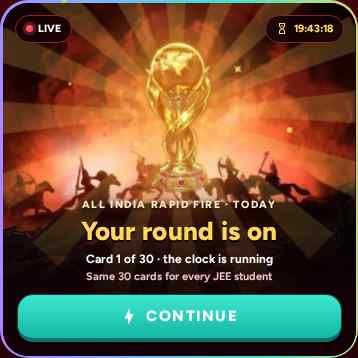 LIVE
19:43:18
ALL INDIA RAPID FIRE · TODAY
Your round is on
Card 1 of 30 · the clock is running
Same 30 cards for every JEE student
CONTINUE